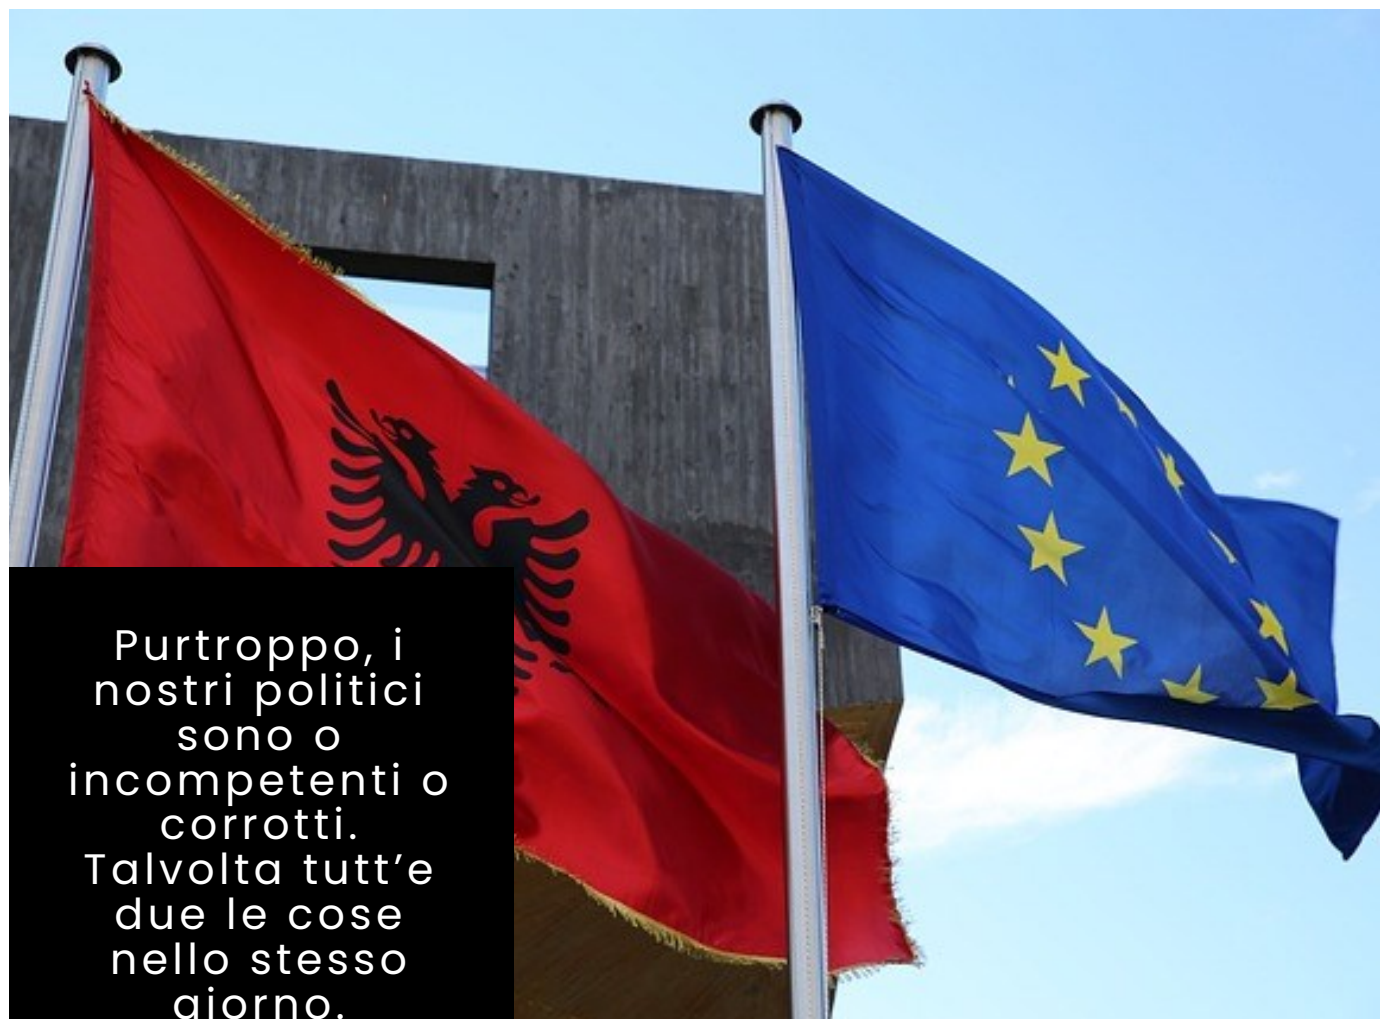 Purtroppo, i
nostri politici
sono o
incompetenti o
corrotti.
Talvolta tutt’e
due le cose
nello stesso
giorno.